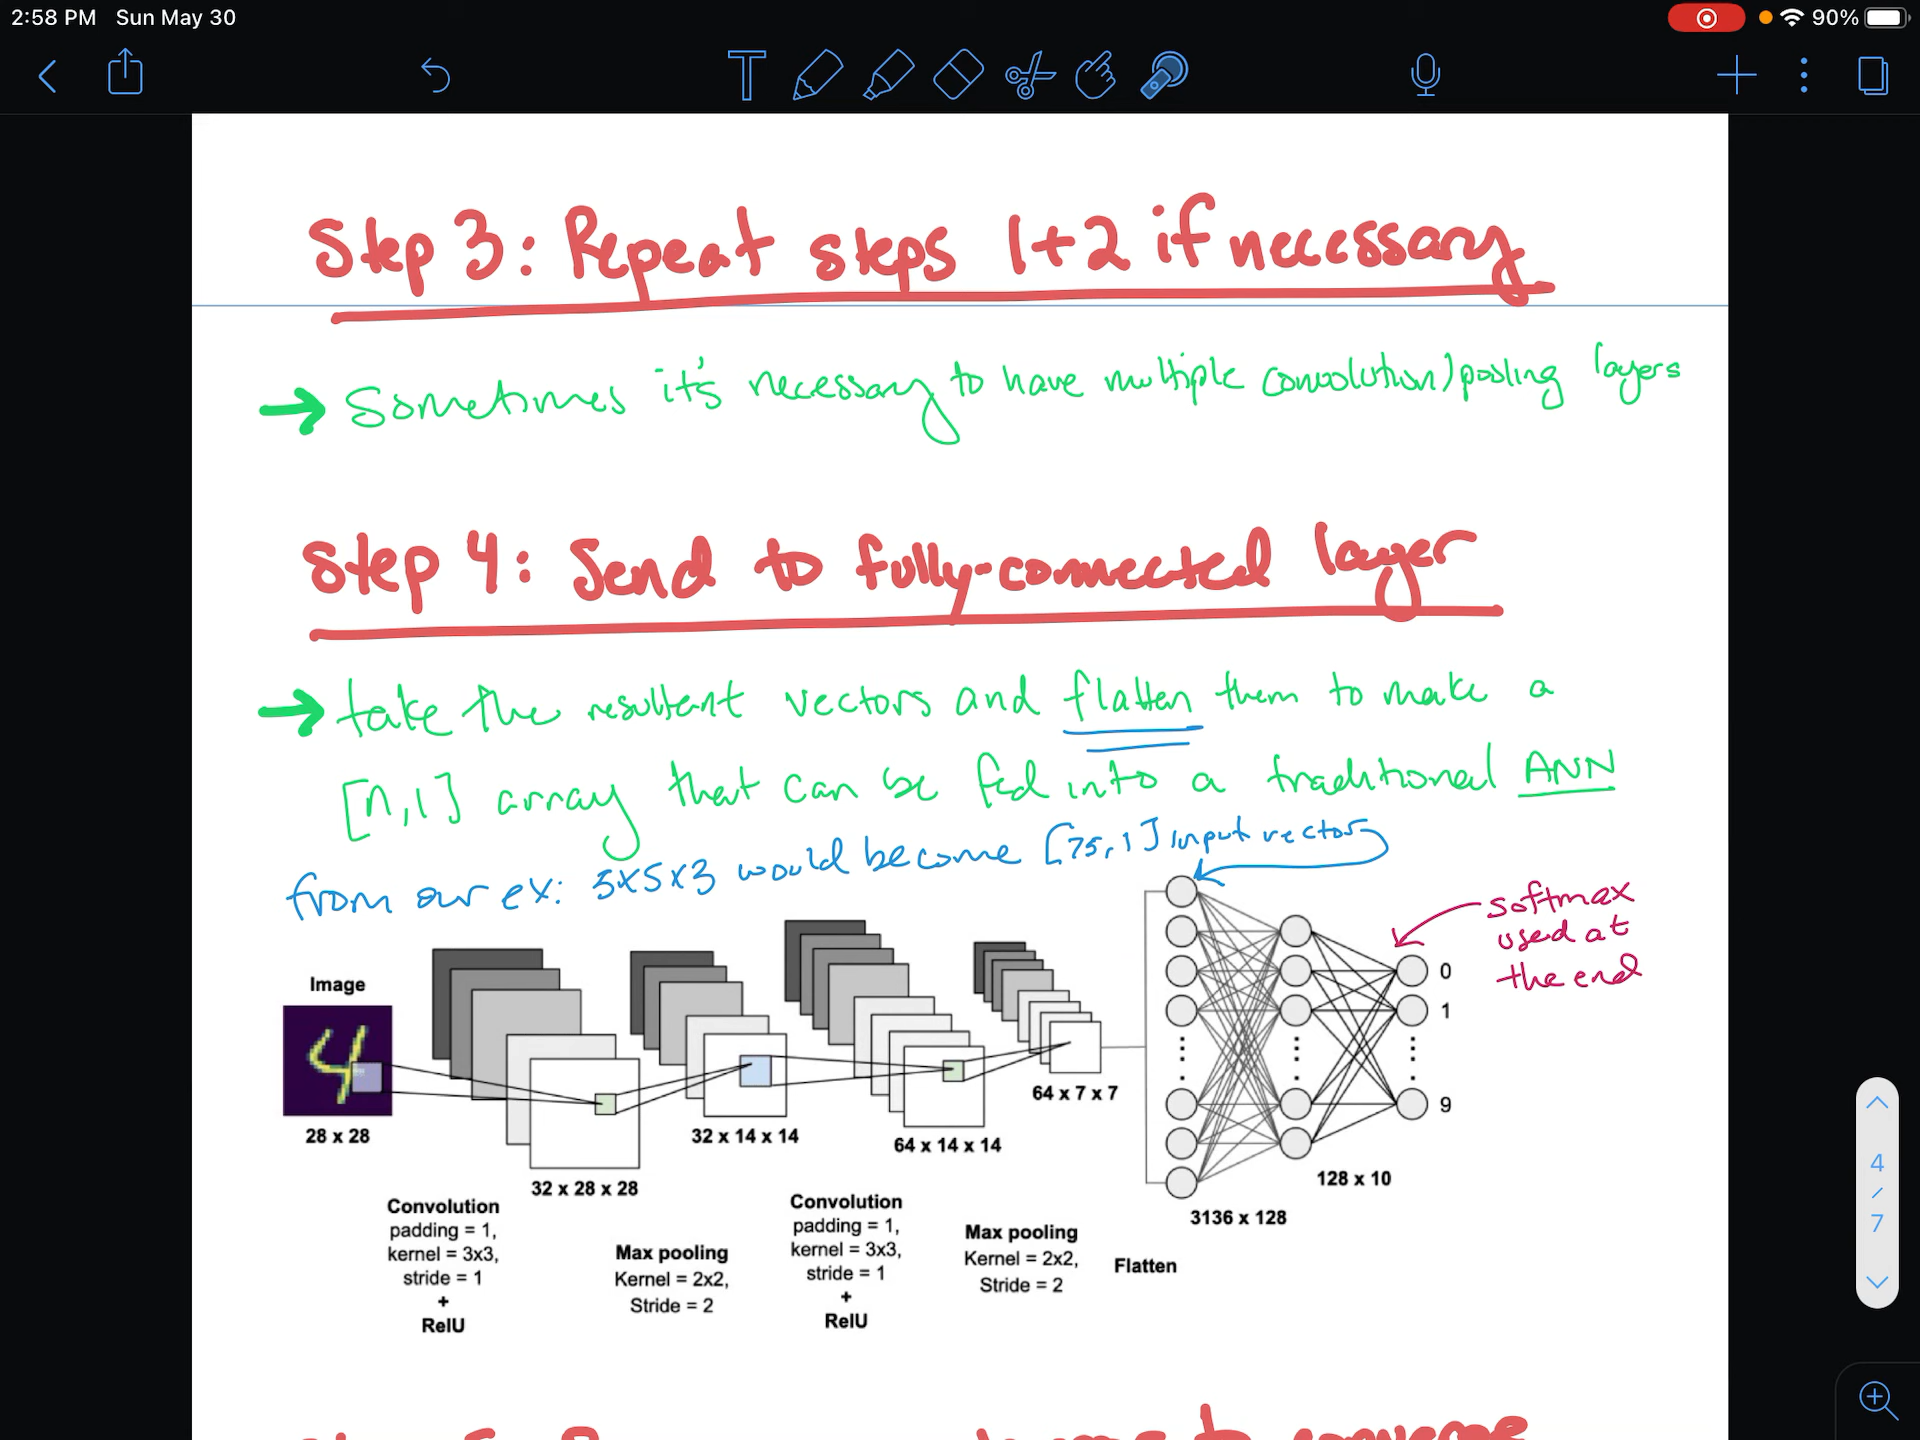 2:58 PM Sun May 30
90%
Step 3: Repeat steps 1+2 if necessary
→ Sometimes it's necessary to have multiple convolution/pooling layers
Step 4: Send to fully-connected layer
→ take the resultant vectors and flatten them to make a
[n,1] array that can be fed into a traditional ANN
from our ex: 5x5x3 would become [75,1] input vector
softmax
used at
the end
Image
28 x 28
32 x 28 x 28
32 x 14 x 14
64 x 14 x 14
64 x 7 x 7
0
1
9
128 x 10
3136 x 128
Convolution
padding = 1,
kernel = 3x3,
stride = 1
+
RelU
Max pooling
Kernel = 2x2,
Stride = 2
Convolution
padding = 1,
kernel = 3x3,
stride = 1
+
RelU
Max pooling
Kernel = 2x2,
Stride = 2
Flatten
4
/
7